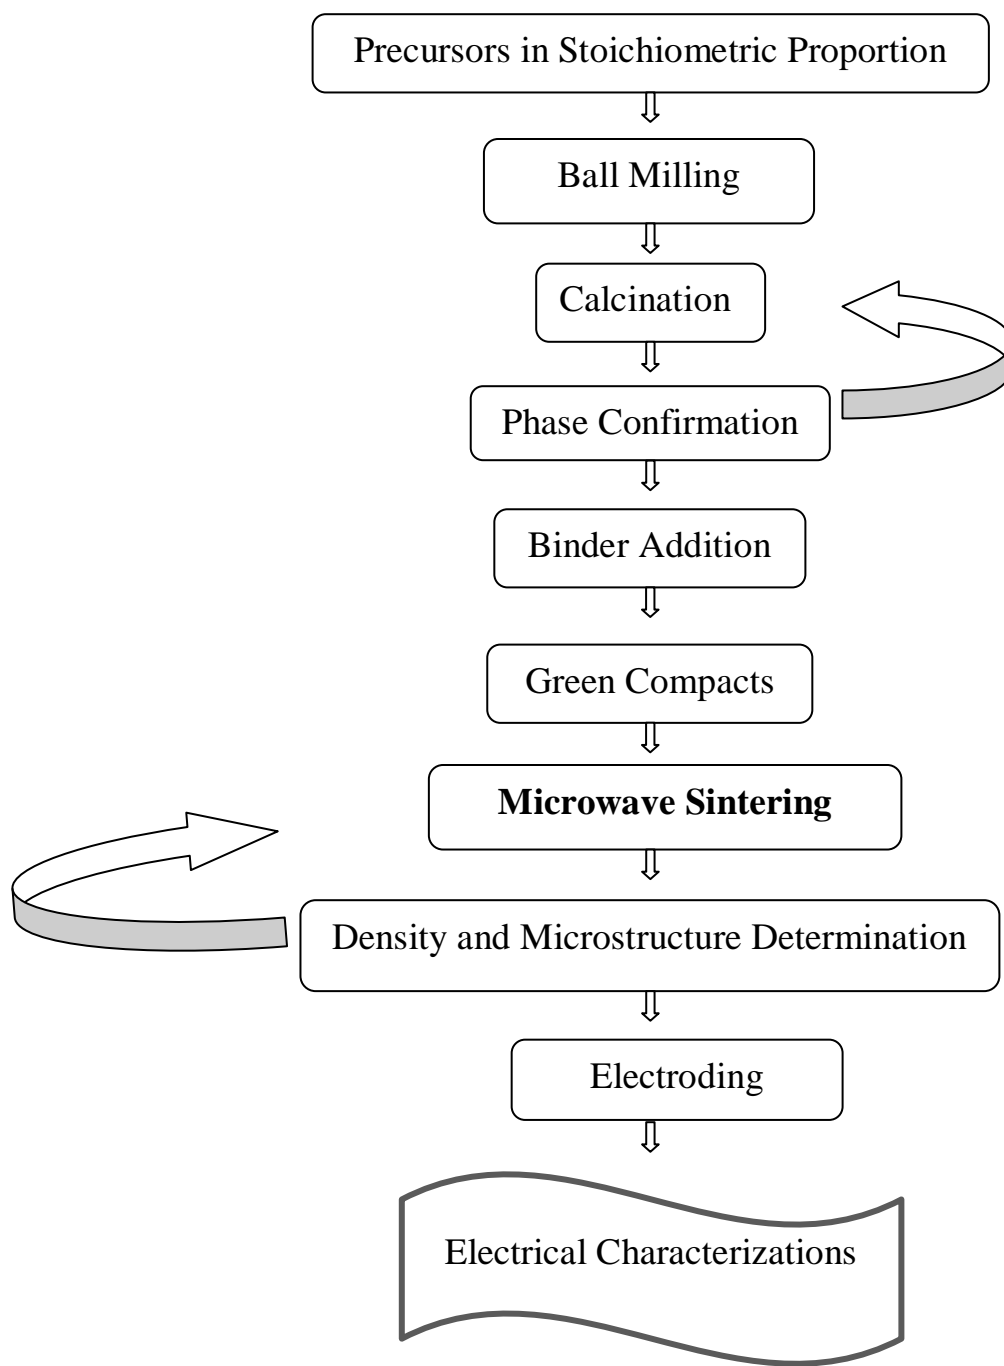 Precursors in Stoichiometric Proportion
Ball Milling
Calcination
Phase Confirmation
Binder Addition
Green Compacts
Microwave Sintering
Density and Microstructure Determination
Electroding
Electrical Characterizations